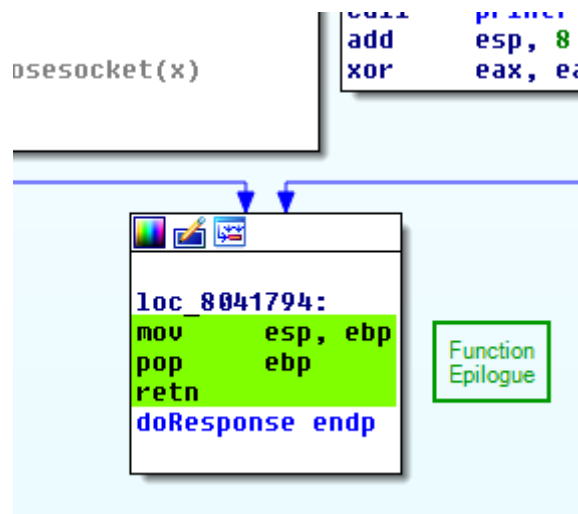 add esp, 8
xor eax, ea
osesocket(x)
loc_8041794:
mov esp, ebp
pop ebp
retn
doResponse endp
Function
Epilogue